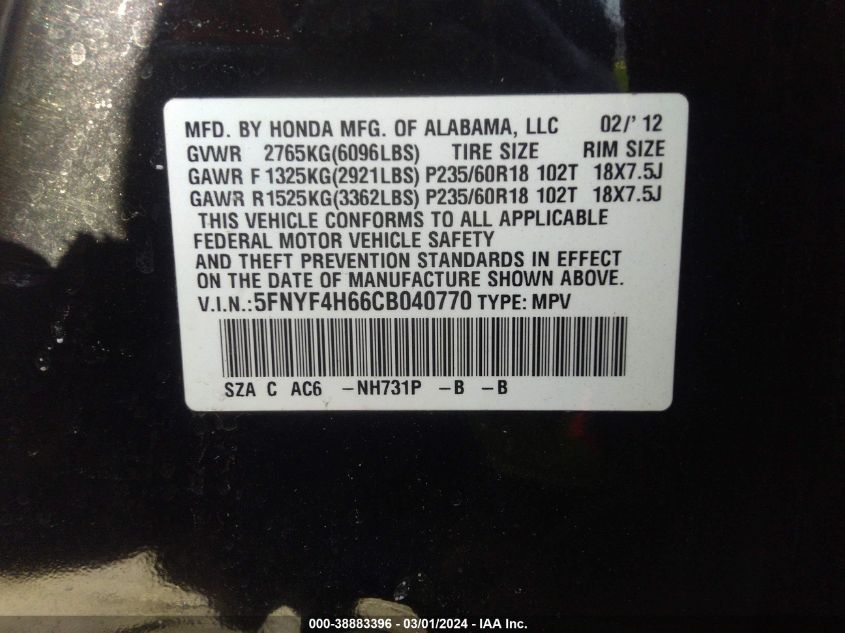 MFD. BY HONDA MFG. OF ALABAMA, LLC 02/'12
GVWR 2765KG(6096LBS) TIRE SIZE RIM SIZE
GAWR F 1325KG(2921LBS) P235/60R18 102T 18X7.5J
GAWR R1525KG(3362LBS) P235/60R18 102T 18X7.5J
THIS VEHICLE CONFORMS TO ALL APPLICABLE
FEDERAL MOTOR VEHICLE SAFETY
AND THEFT PREVENTION STANDARDS IN EFFECT
ON THE DATE OF MANUFACTURE SHOWN ABOVE.
V.I.N.:5FNYF4H66CB040770 TYPE: MPV
SZA C AC6 -NH731P -B -B
000-38883396 - 03/01/2024 - IAA Inc.